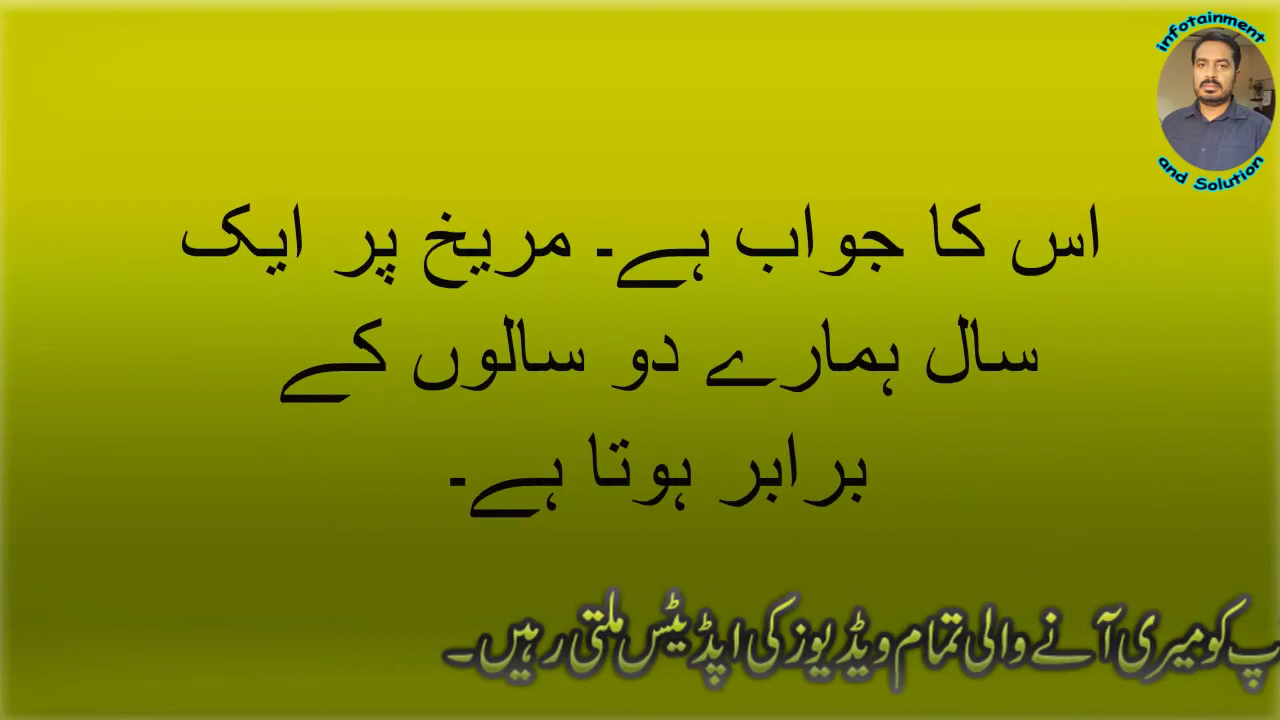 infotainment
and Solution
اس کا جواب ہے۔ مریخ پر ایک
سال ہمارے دو سالوں کے
برابر ہوتا ہے۔
پ کو میری آنے والی تمام ویڈیوز کی اپڈیٹس ملتی رہیں۔